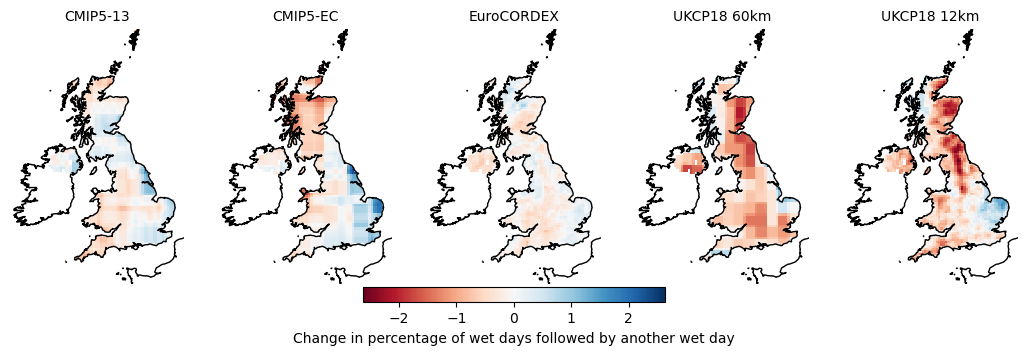 CMIP5-13 CMIP5-EC EuroCORDEX UKCP18 60km UKCP18 12km
−2 −1 0 1 2
Change in percentage of wet days followed by another wet day